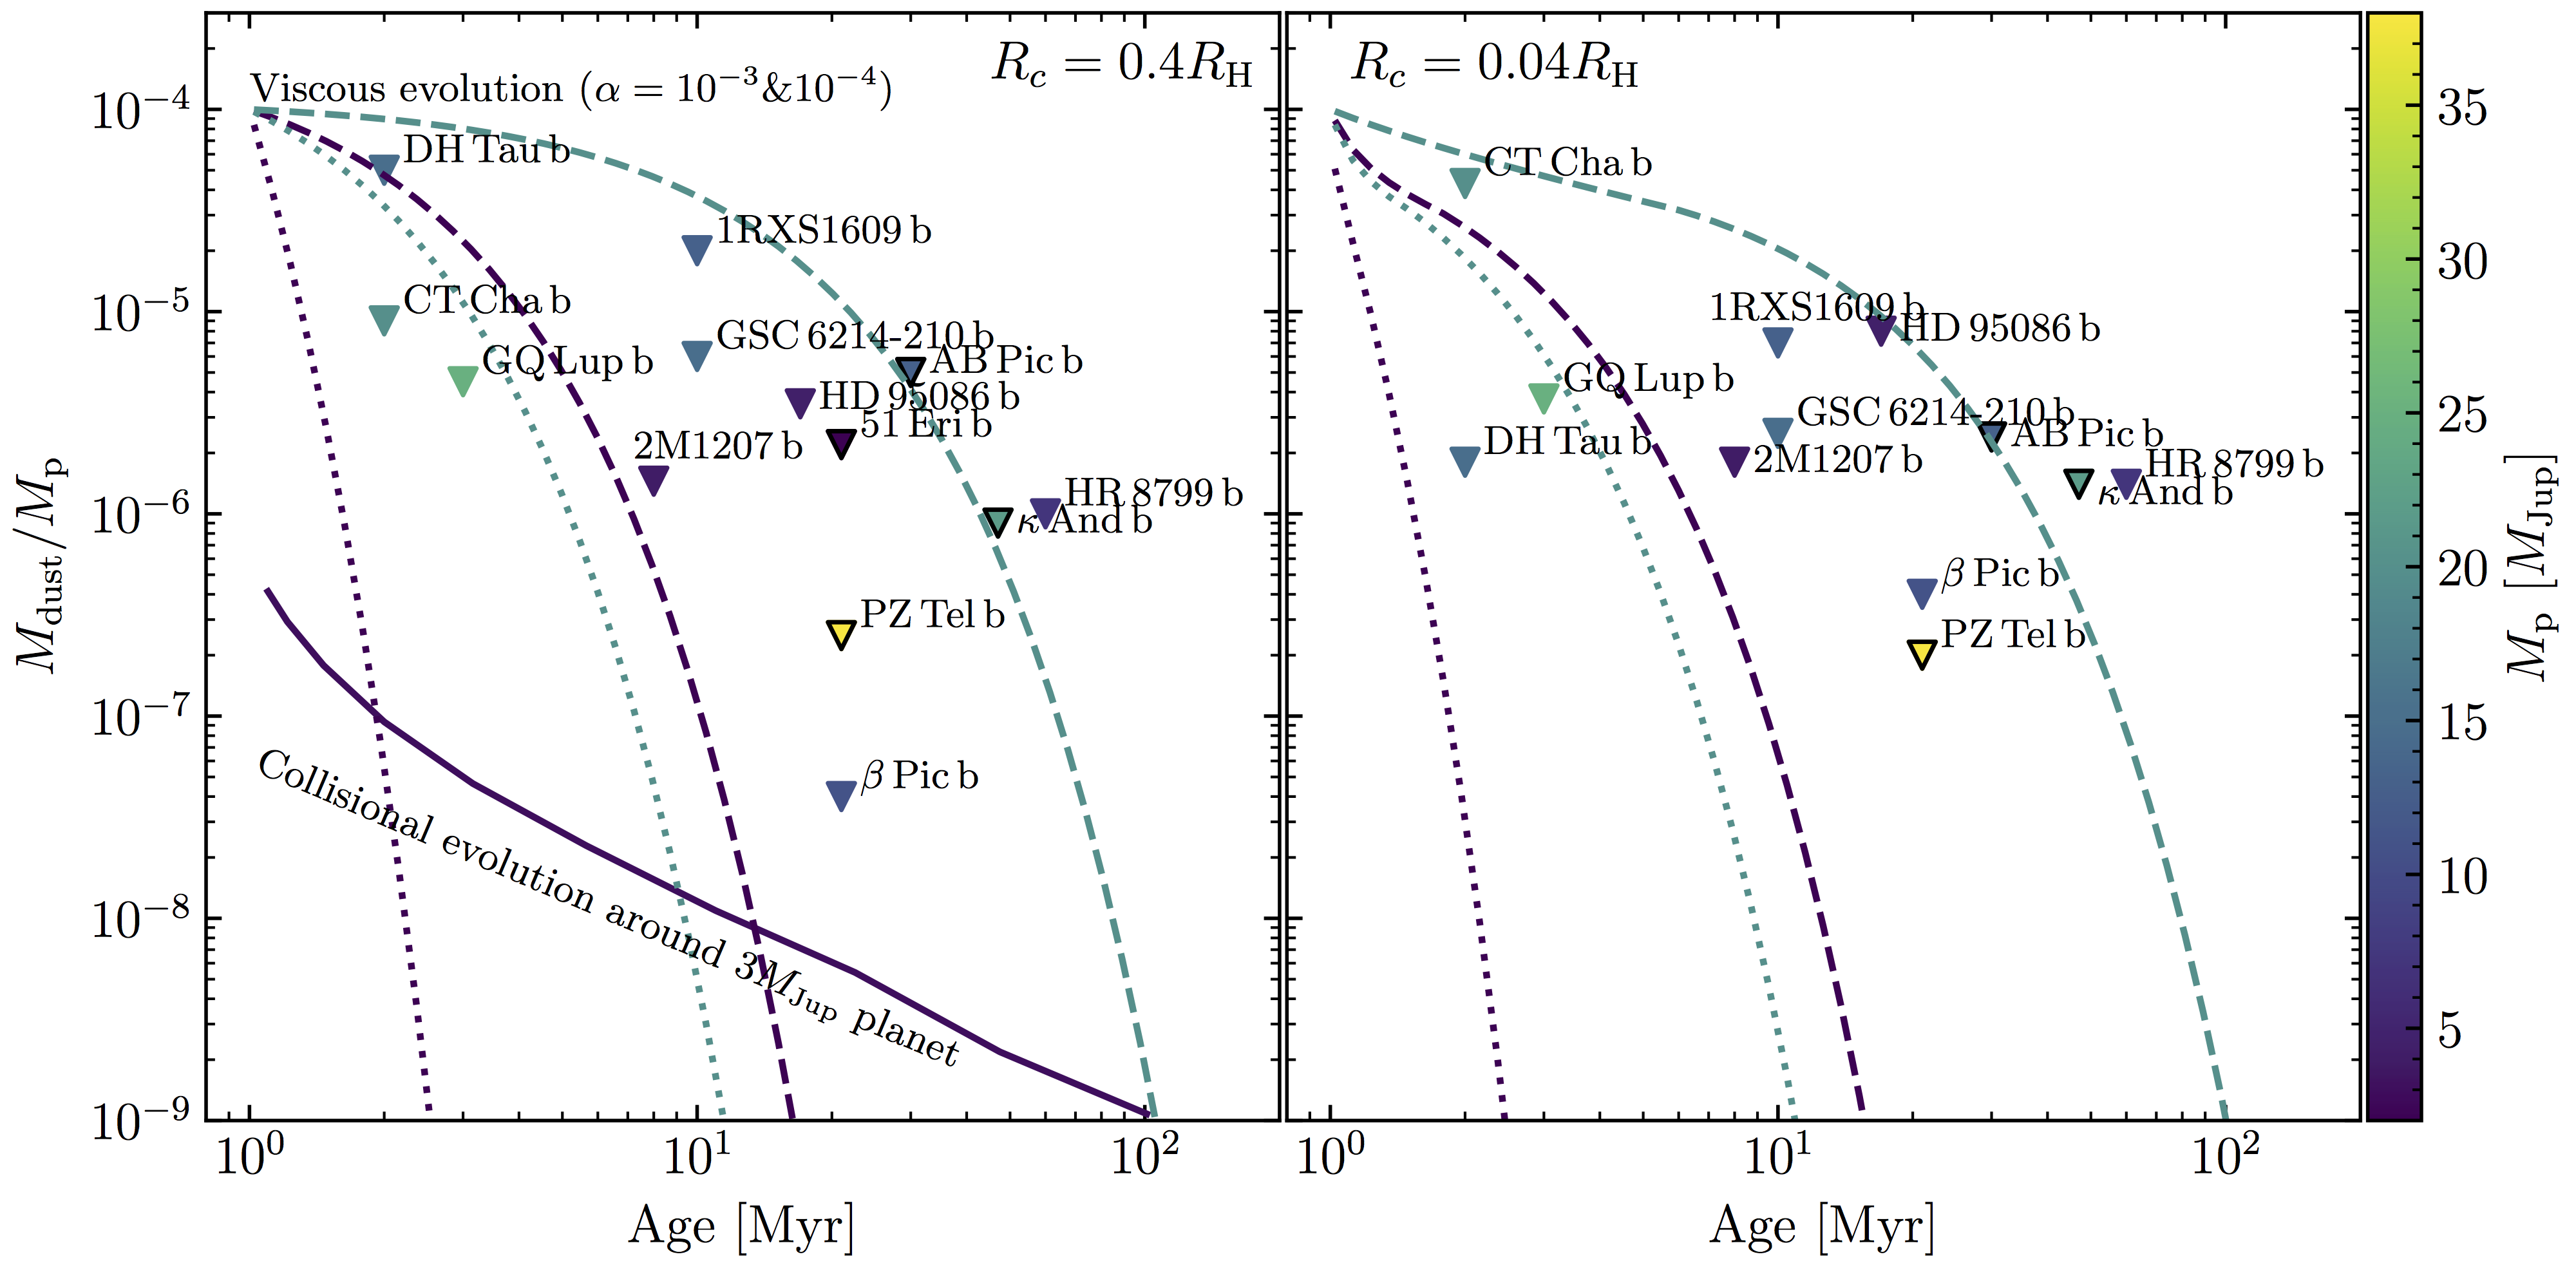 Viscous evolution (α = 10⁻³&10⁻⁴)
R_c = 0.4R_H
DH Tau b
1RXS1609 b
CT Cha b
GSC 6214-210 b
GQ Lup b
AB Pic b
HD 95086 b
51 Eri b
2M1207 b
HR 8799 b
κ And b
PZ Tel b
β Pic b
Collisional evolution around 3M_Jup planet
10⁻⁴
10⁻⁵
10⁻⁶
10⁻⁷
10⁻⁸
10⁻⁹
M_dust/M_p
10⁰
10¹
10²
Age [Myr]
R_c = 0.04R_H
CT Cha b
1RXS1609 b
HD 95086 b
GQ Lup b
GSC 6214-210 b
DH Tau b
AB Pic b
2M1207 b
HR 8799 b
κ And b
β Pic b
PZ Tel b
10⁰
10¹
10²
Age [Myr]
35
30
25
20
15
10
5
M_p [M_Jup]